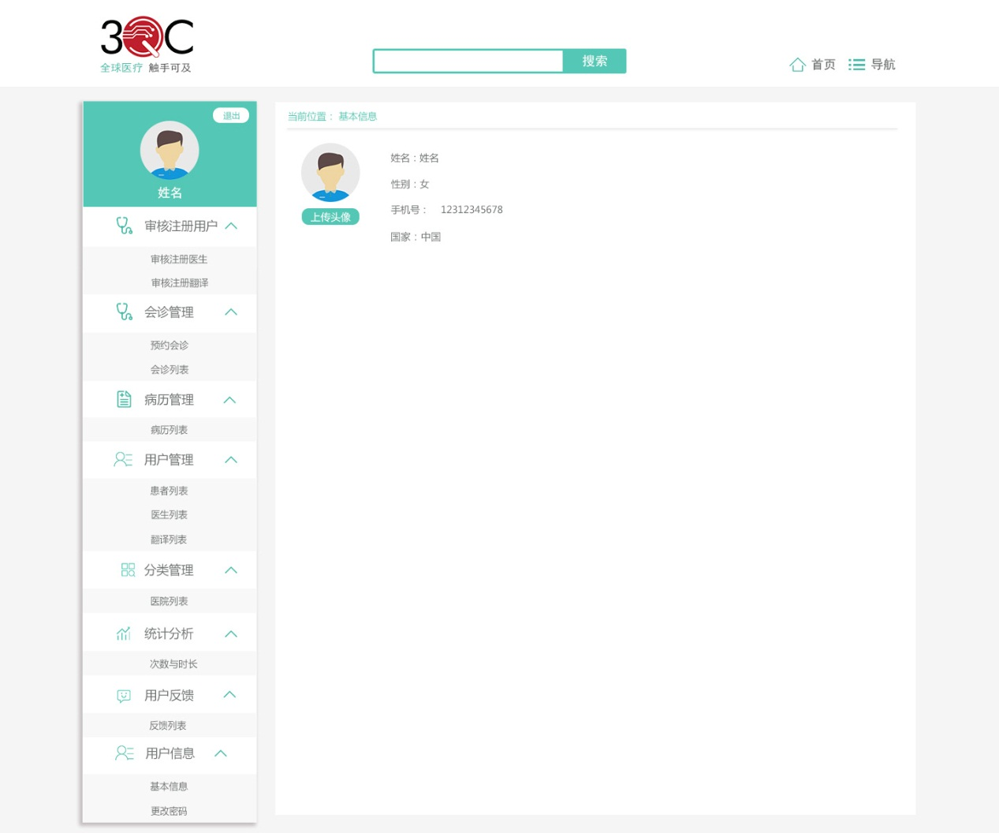 3QC
全球医疗 触手可及
搜索
首页
导航
退出
姓名
审核注册用户
审核注册医生
审核注册翻译
会诊管理
预约会诊
会诊列表
病历管理
病历列表
用户管理
患者列表
医生列表
翻译列表
分类管理
医院列表
统计分析
次数与时长
用户反馈
反馈列表
用户信息
基本信息
更改密码
当前位置： 基本信息
上传头像
姓名：姓名
性别：女
手机号： 12312345678
国家：中国